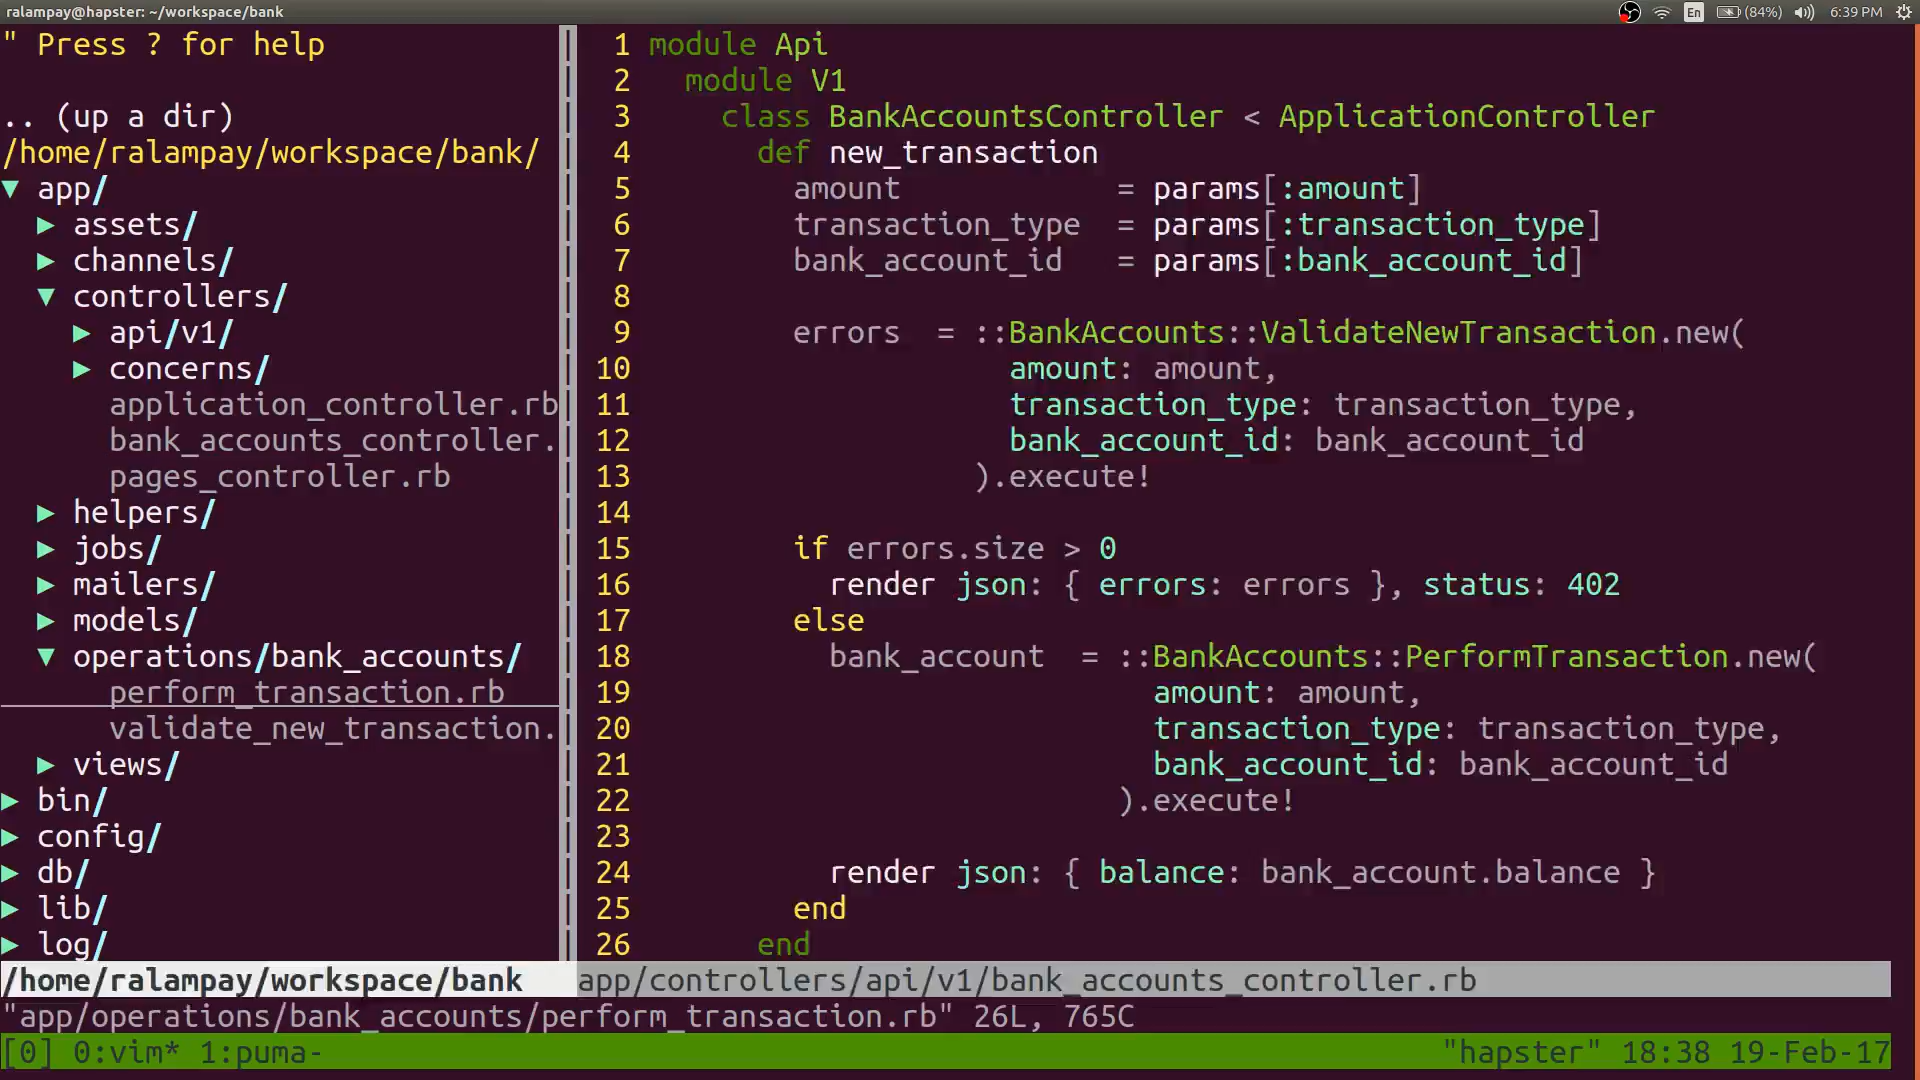 ralampay@hapster: ~/workspace/bank
En (84%) 6:39 PM
" Press ? for help
.. (up a dir)
/home/ralampay/workspace/bank/
▼ app/
▶ assets/
▶ channels/
▼ controllers/
▶ api/v1/
▶ concerns/
application_controller.rb
bank_accounts_controller.
pages_controller.rb
▶ helpers/
▶ jobs/
▶ mailers/
▶ models/
▼ operations/bank_accounts/
perform_transaction.rb
validate_new_transaction.
▶ views/
▶ bin/
▶ config/
▶ db/
▶ lib/
▶ log/
1 module Api
2   module V1
3     class BankAccountsController < ApplicationController
4       def new_transaction
5         amount            = params[:amount]
6         transaction_type  = params[:transaction_type]
7         bank_account_id   = params[:bank_account_id]
8
9         errors  = ::BankAccounts::ValidateNewTransaction.new(
10                    amount: amount,
11                    transaction_type: transaction_type,
12                    bank_account_id: bank_account_id
13                  ).execute!
14
15        if errors.size > 0
16          render json: { errors: errors }, status: 402
17        else
18          bank_account  = ::BankAccounts::PerformTransaction.new(
19                            amount: amount,
20                            transaction_type: transaction_type,
21                            bank_account_id: bank_account_id
22                          ).execute!
23
24          render json: { balance: bank_account.balance }
25        end
26      end
/home/ralampay/workspace/bank app/controllers/api/v1/bank_accounts_controller.rb
"app/operations/bank_accounts/perform_transaction.rb" 26L, 765C
[0] 0:vim* 1:puma- "hapster" 18:38 19-Feb-17